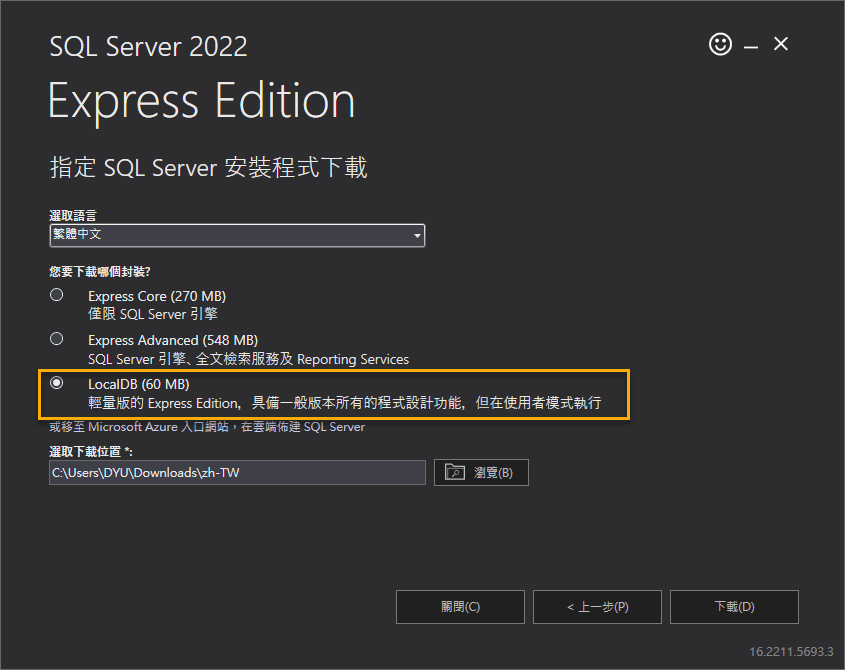 SQL Server 2022
Express Edition
指定 SQL Server 安裝程式下載
選取語言
繁體中文
您要下載哪個封裝?
Express Core (270 MB)
僅限 SQL Server 引擎
Express Advanced (548 MB)
SQL Server 引擎、全文檢索服務及 Reporting Services
LocalDB (60 MB)
輕量版的 Express Edition，具備一般版本所有的程式設計功能，但在使用者模式執行
或移至 Microsoft Azure 入口網站，在雲端佈建 SQL Server
選取下載位置 *:
C:\Users\DYU\Downloads\zh-TW
瀏覽(B)
關閉(C)
< 上一步(P)
下載(D)
16.2211.5693.3